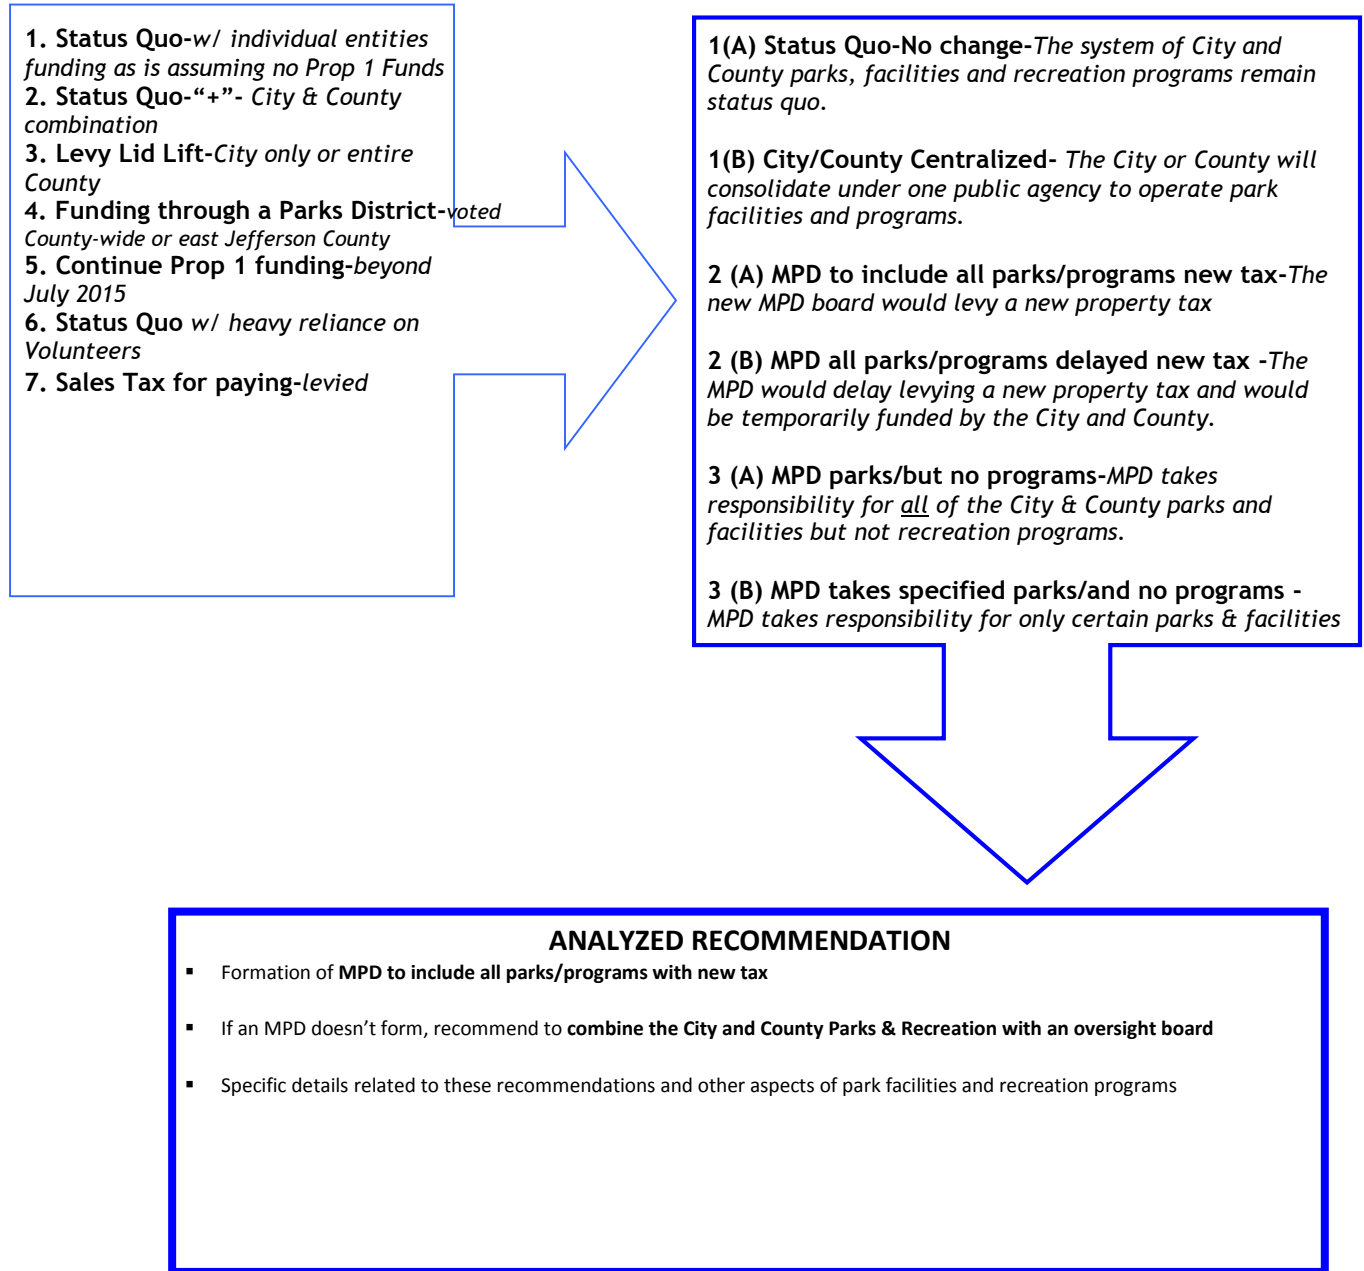 1. Status Quo-w/ individual entities
funding as is assuming no Prop 1 Funds
2. Status Quo-“+”- City & County
combination
3. Levy Lid Lift-City only or entire
County
4. Funding through a Parks District-voted
County-wide or east Jefferson County
5. Continue Prop 1 funding-beyond
July 2015
6. Status Quo w/ heavy reliance on
Volunteers
7. Sales Tax for paying-levied
1(A) Status Quo-No change-The system of City and
County parks, facilities and recreation programs remain
status quo.
1(B) City/County Centralized- The City or County will
consolidate under one public agency to operate park
facilities and programs.
2 (A) MPD to include all parks/programs new tax-The
new MPD board would levy a new property tax
2 (B) MPD all parks/programs delayed new tax -The
MPD would delay levying a new property tax and would
be temporarily funded by the City and County.
3 (A) MPD parks/but no programs-MPD takes
responsibility for all of the City & County parks and
facilities but not recreation programs.
3 (B) MPD takes specified parks/and no programs -
MPD takes responsibility for only certain parks & facilities
ANALYZED RECOMMENDATION
▪ Formation of MPD to include all parks/programs with new tax
▪ If an MPD doesn’t form, recommend to combine the City and County Parks & Recreation with an oversight board
▪ Specific details related to these recommendations and other aspects of park facilities and recreation programs